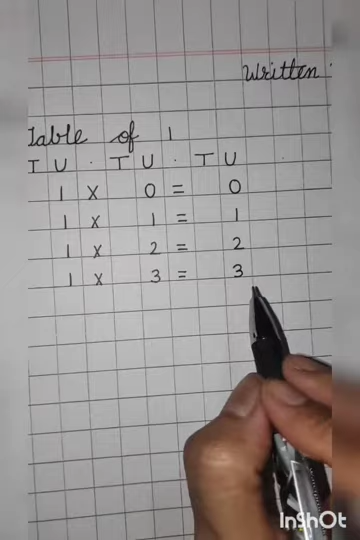 Written
Table of 1
T U . T U . T U
1 x 0 = 0
1 x 1 = 1
1 x 2 = 2
1 x 3 = 3
InShOt